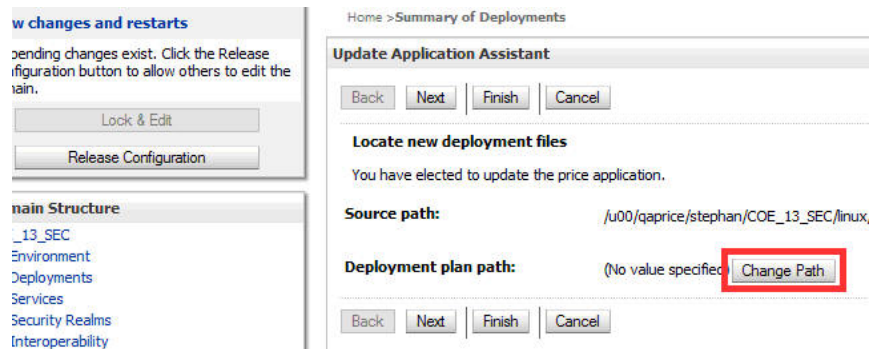 w changes and restarts
pending changes exist. Click the Release
nfiguration button to allow others to edit the
main.
Lock & Edit
Release Configuration
main Structure
_13_SEC
Environment
Deployments
Services
Security Realms
Interoperability
Home >Summary of Deployments
Update Application Assistant
Back Next Finish Cancel
Locate new deployment files
You have elected to update the price application.
Source path: /u00/qaprice/stephan/COE_13_SEC/linux/
Deployment plan path: (No value specified) Change Path
Back Next Finish Cancel